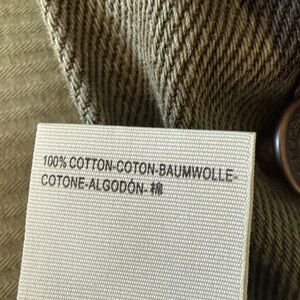 100% COTTON-COTON-BAUMWOLLE-
COTONE-ALGODÓN- 棉